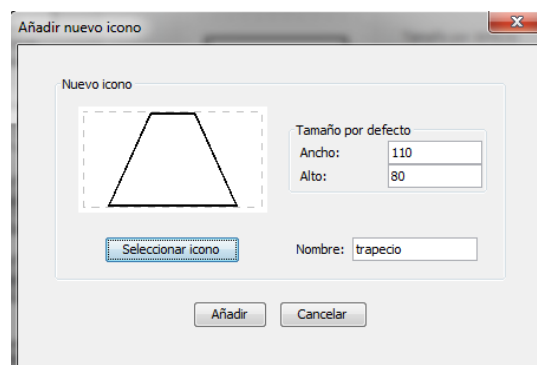 Añadir nuevo icono
Nuevo icono
Tamaño por defecto
Ancho: 110
Alto: 80
Seleccionar icono
Nombre: trapecio
Añadir
Cancelar